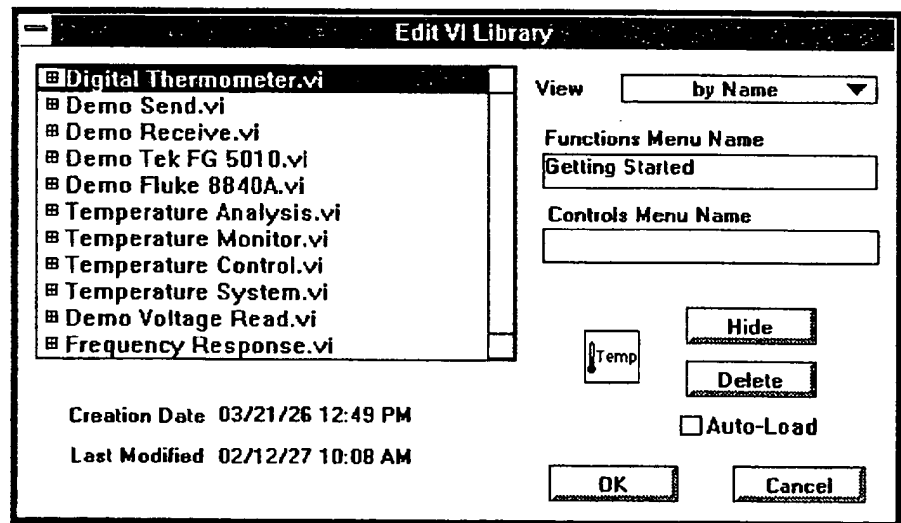 Edit VI Library
Digital Thermometer.vi
Demo Send.vi
Demo Receive.vi
Demo Tek FG 5010.vi
Demo Fluke 8840A.vi
Temperature Analysis.vi
Temperature Monitor.vi
Temperature Control.vi
Temperature System.vi
Demo Voltage Read.vi
Frequency Response.vi
Creation Date 03/21/26 12:49 PM
Last Modified 02/12/27 10:08 AM
View by Name
Functions Menu Name
Getting Started
Controls Menu Name
Temp
Hide
Delete
Auto-Load
OK
Cancel